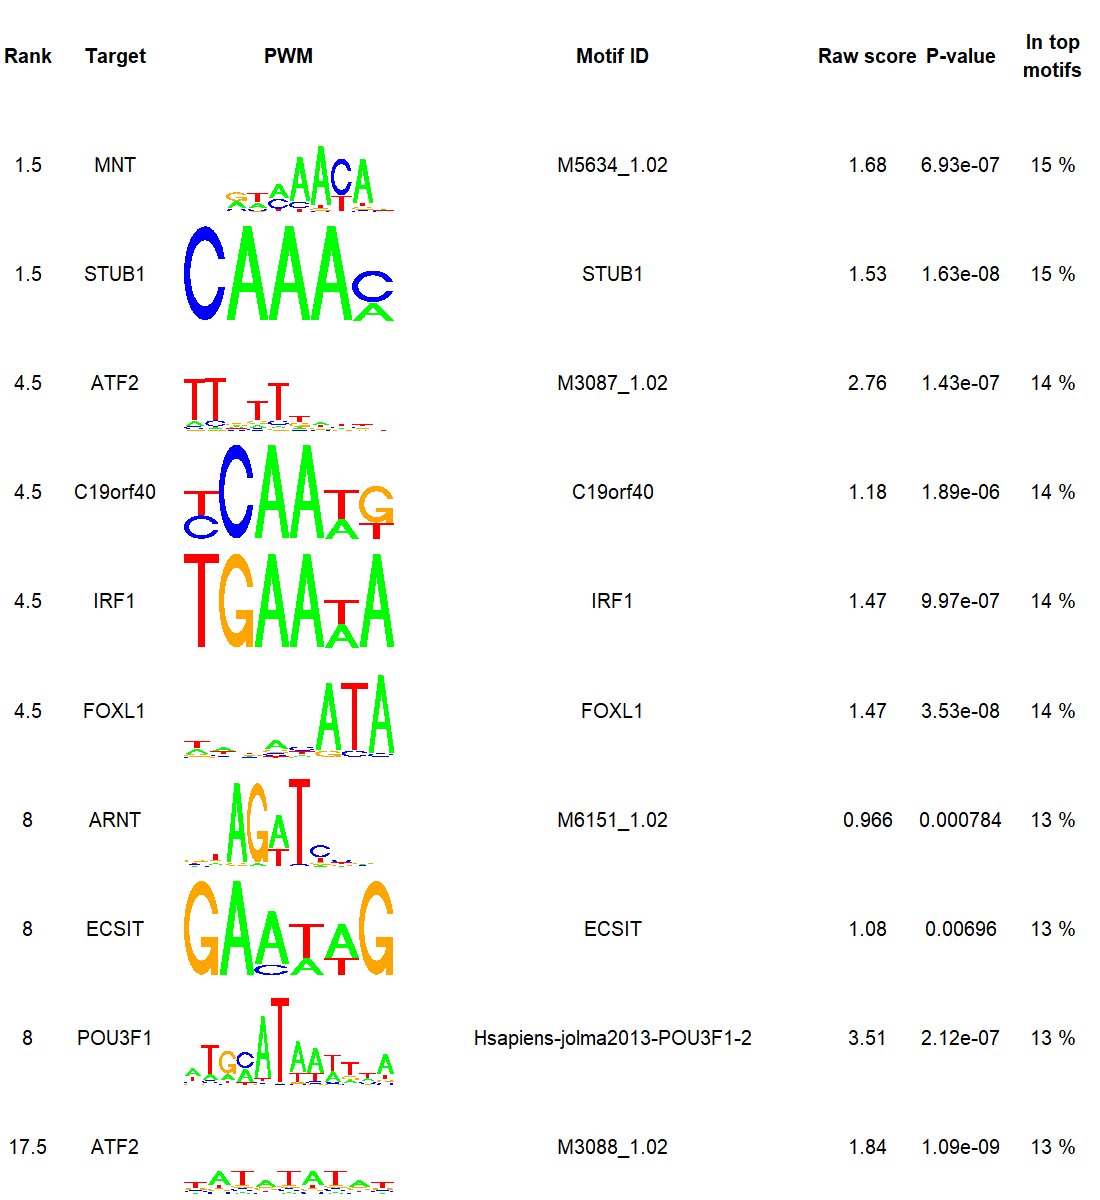 Rank Target PWM Motif ID Raw score P-value In top motifs
1.5 MNT M5634_1.02 1.68 6.93e-07 15 %
1.5 STUB1 STUB1 1.53 1.63e-08 15 %
4.5 ATF2 M3087_1.02 2.76 1.43e-07 14 %
4.5 C19orf40 C19orf40 1.18 1.89e-06 14 %
4.5 IRF1 IRF1 1.47 9.97e-07 14 %
4.5 FOXL1 FOXL1 1.47 3.53e-08 14 %
8 ARNT M6151_1.02 0.966 0.000784 13 %
8 ECSIT ECSIT 1.08 0.00696 13 %
8 POU3F1 Hsapiens-jolma2013-POU3F1-2 3.51 2.12e-07 13 %
17.5 ATF2 M3088_1.02 1.84 1.09e-09 13 %